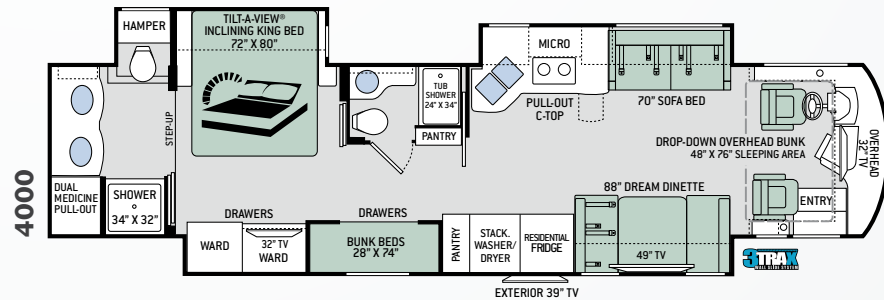 4000
HAMPER
TILT-A-VIEW®
INCLINING KING BED
72" X 80"
STEP-UP
DUAL
MEDICINE
PULL-OUT
SHOWER
34" X 32"
DRAWERS
WARD
32" TV
WARD
DRAWERS
BUNK BEDS
28" X 74"
TUB
SHOWER
24" X 34"
PANTRY
MICRO
PULL-OUT
C-TOP
70" SOFA BED
PANTRY
STACK.
WASHER/
DRYER
RESIDENTIAL
FRIDGE
EXTERIOR 39" TV
88" DREAM DINETTE
49" TV
DROP-DOWN OVERHEAD BUNK
48" X 76" SLEEPING AREA
OVERHEAD
32" TV
ENTRY
3TRAX
WALL SLIDE SYSTEM